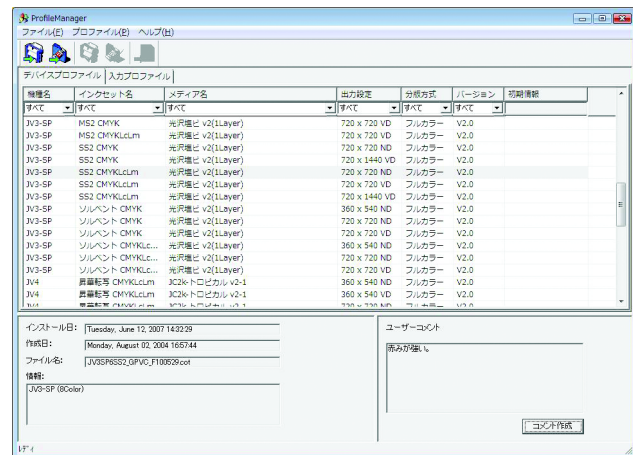 ProfileManager
ファイル(F) プロファイル(P) ヘルプ(H)
デバイスプロファイル 入力プロファイル
機種名 インクセット名 メディア名 出力設定 分版方式 バージョン 初期情報
すべて すべて すべて すべて すべて すべて
JV3-SP MS2 CMYK 光沢塩ビ v2(1Layer) 720 x 720 VD フルカラー V2.0
JV3-SP MS2 CMYKLcLm 光沢塩ビ v2(1Layer) 720 x 720 VD フルカラー V2.0
JV3-SP SS2 CMYK 光沢塩ビ v2(1Layer) 720 x 720 ND フルカラー V2.0
JV3-SP SS2 CMYK 光沢塩ビ v2(1Layer) 720 x 1440 VD フルカラー V2.0
JV3-SP SS2 CMYKLcLm 光沢塩ビ v2(1Layer) 720 x 720 ND フルカラー V2.0
JV3-SP SS2 CMYKLcLm 光沢塩ビ v2(1Layer) 720 x 720 VD フルカラー V2.0
JV3-SP SS2 CMYKLcLm 光沢塩ビ v2(1Layer) 720 x 1440 VD フルカラー V2.0
JV3-SP ソルベント CMYK 光沢塩ビ v2(1Layer) 360 x 540 ND フルカラー V2.0
JV3-SP ソルベント CMYK 光沢塩ビ v2(1Layer) 720 x 720 VD フルカラー V2.0
JV3-SP ソルベント CMYKLc... 光沢塩ビ v2(1Layer) 360 x 540 ND フルカラー V2.0
JV3-SP ソルベント CMYKLc... 光沢塩ビ v2(1Layer) 720 x 720 ND フルカラー V2.0
JV3-SP ソルベント CMYKLc... 光沢塩ビ v2(1Layer) 720 x 720 VD フルカラー V2.0
JV4 昇華転写 CMYKLcLm JC2k-トロピカル v2-1 360 x 540 ND フルカラー V2.0
JV4 昇華転写 CMYKLcLm JC2k-トロピカル v2-1 360 x 540 VD フルカラー V2.0
JV4 昇華転写 CMYKLcLm JC2k-トロピカル v2-1 720 x 720 ND フルカラー V2.0
インストール日: Tuesday, June 12, 2007 14:32:29
作成日: Monday, August 02, 2004 16:57:44
ファイル名: JV3SP6SS2_GPVC_F100529.cot
情報:
JV3-SP (8Color)
ユーザーコメント
赤みが強い。
コメント作成
レディ